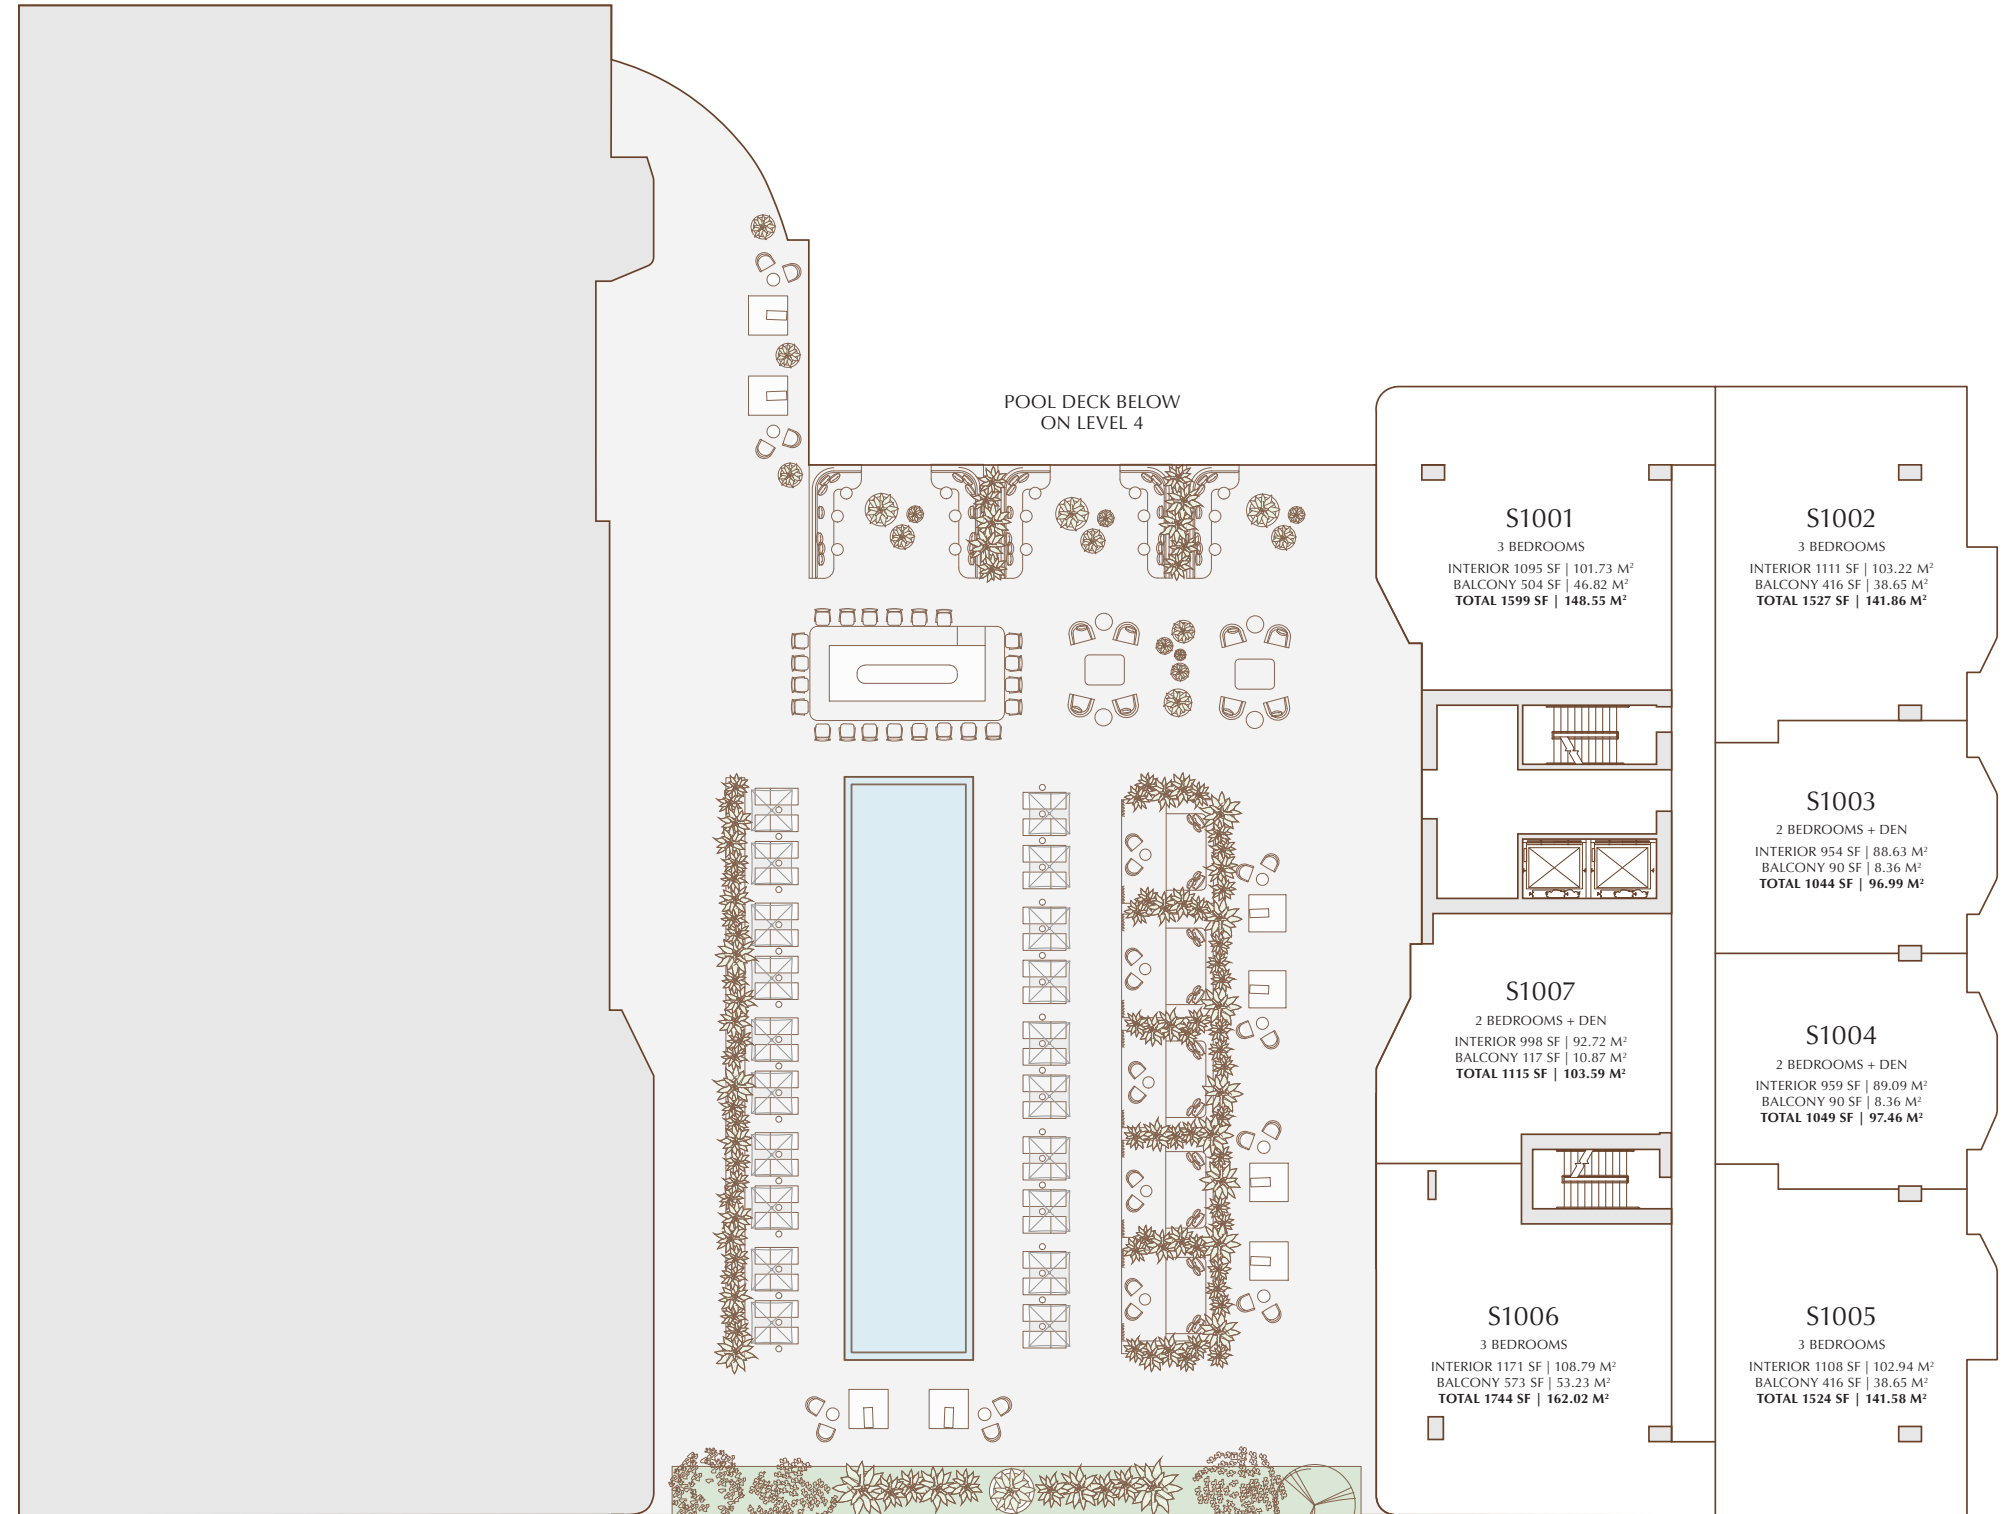 POOL DECK BELOW
ON LEVEL 4
S1001
3 BEDROOMS
INTERIOR 1095 SF | 101.73 M²
BALCONY 504 SF | 46.82 M²
TOTAL 1599 SF | 148.55 M²
S1002
3 BEDROOMS
INTERIOR 1111 SF | 103.22 M²
BALCONY 416 SF | 38.65 M²
TOTAL 1527 SF | 141.86 M²
S1003
2 BEDROOMS + DEN
INTERIOR 954 SF | 88.63 M²
BALCONY 90 SF | 8.36 M²
TOTAL 1044 SF | 96.99 M²
S1007
2 BEDROOMS + DEN
INTERIOR 998 SF | 92.72 M²
BALCONY 117 SF | 10.87 M²
TOTAL 1115 SF | 103.59 M²
S1004
2 BEDROOMS + DEN
INTERIOR 959 SF | 89.09 M²
BALCONY 90 SF | 8.36 M²
TOTAL 1049 SF | 97.46 M²
S1006
3 BEDROOMS
INTERIOR 1171 SF | 108.79 M²
BALCONY 573 SF | 53.23 M²
TOTAL 1744 SF | 162.02 M²
S1005
3 BEDROOMS
INTERIOR 1108 SF | 102.94 M²
BALCONY 416 SF | 38.65 M²
TOTAL 1524 SF | 141.58 M²